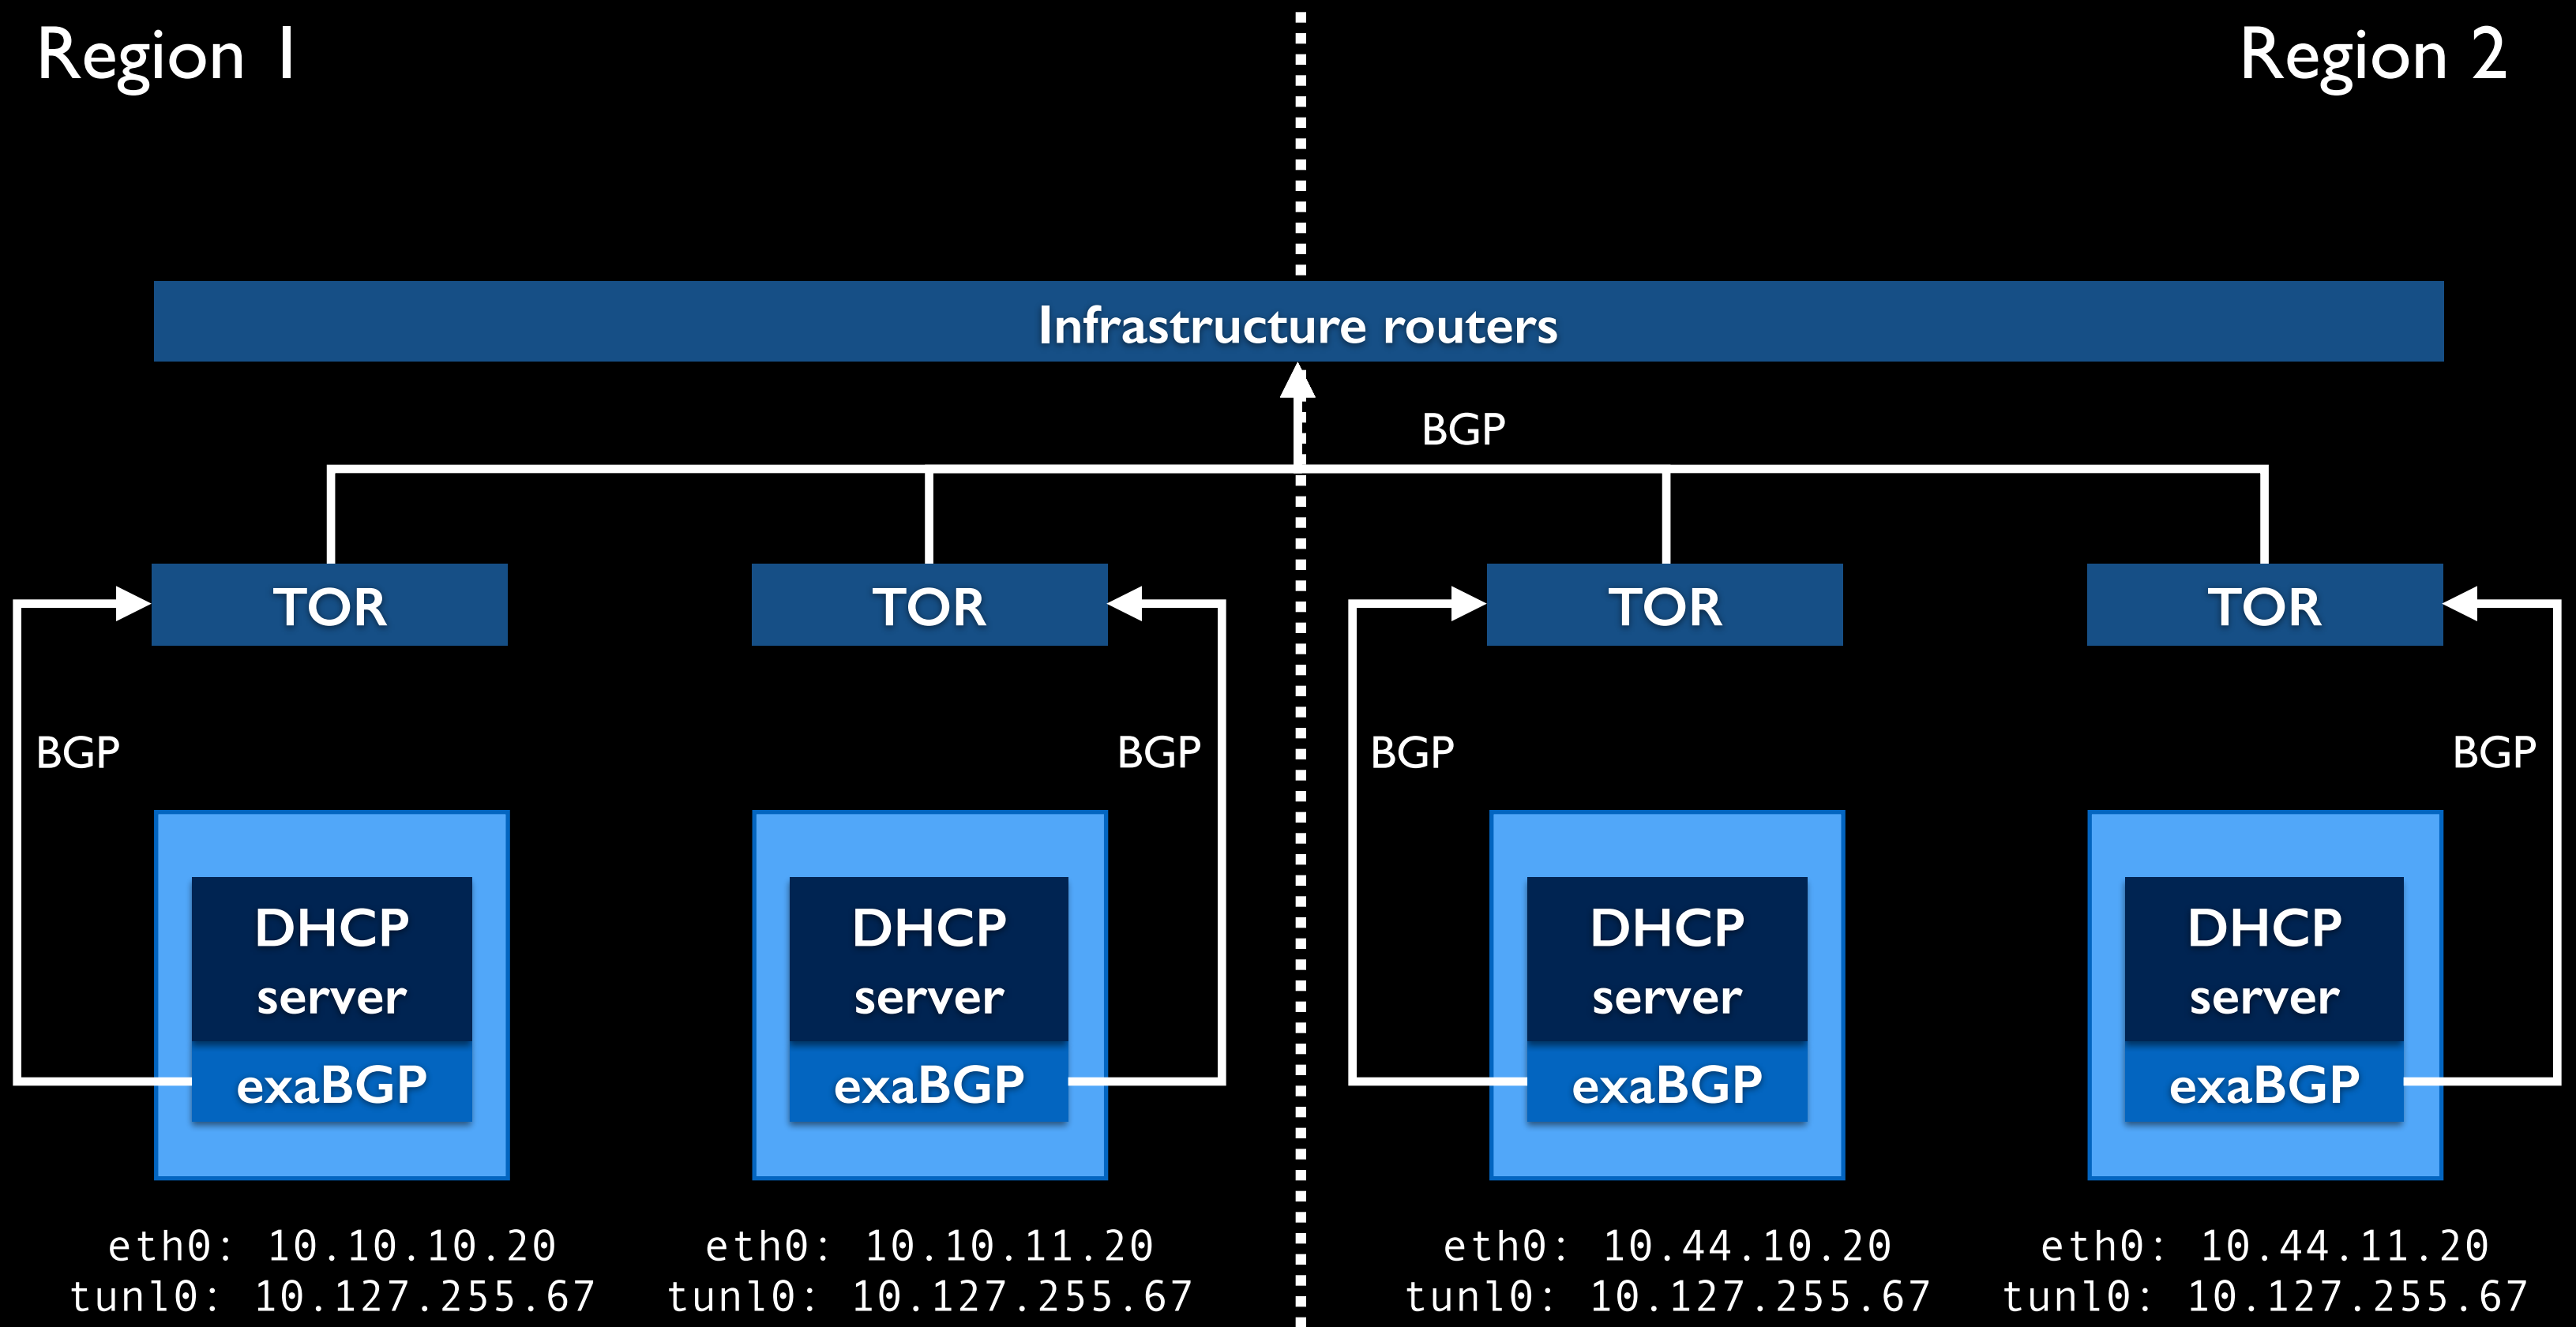 Region 1
Region 2
Infrastructure routers
BGP
TOR
TOR
TOR
TOR
BGP
BGP
BGP
BGP
DHCP
server
exaBGP
DHCP
server
exaBGP
DHCP
server
exaBGP
DHCP
server
exaBGP
eth0: 10.10.10.20
tunl0: 10.127.255.67
eth0: 10.10.11.20
tunl0: 10.127.255.67
eth0: 10.44.10.20
tunl0: 10.127.255.67
eth0: 10.44.11.20
tunl0: 10.127.255.67